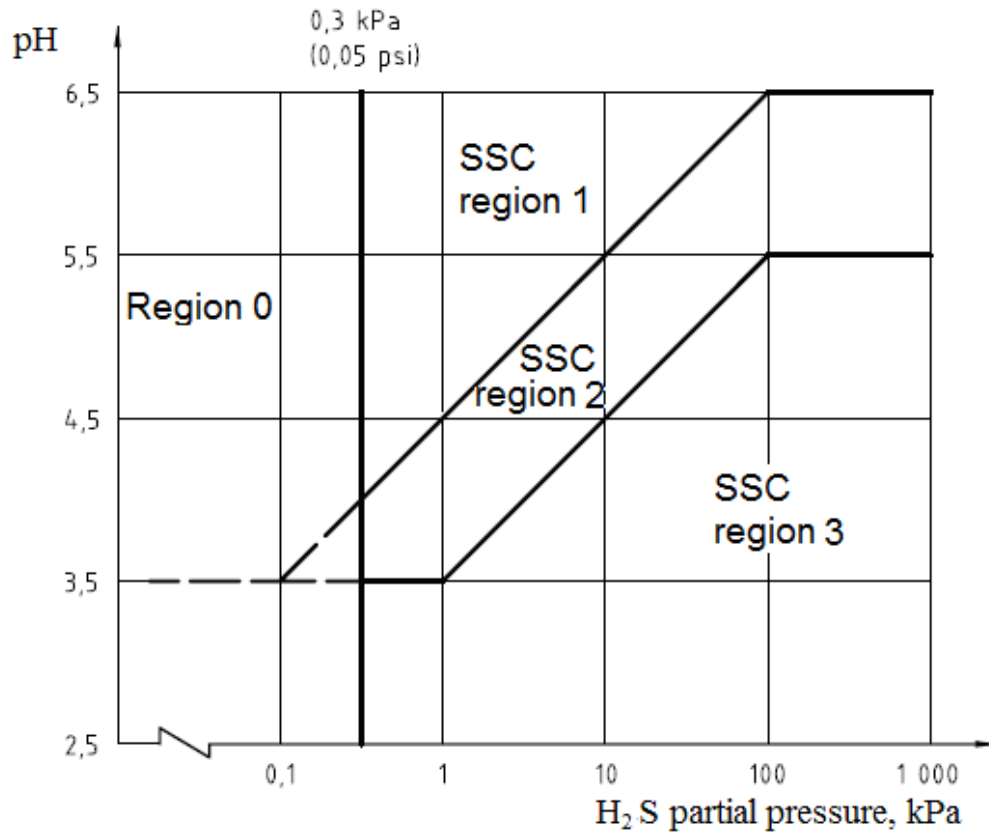 0,3 kPa
(0,05 psi)
pH
6,5
SSC
region 1
5,5
Region 0
SSC
region 2
4,5
SSC
region 3
3,5
2,5
0,1 1 10 100 1 000
H₂S partial pressure, kPa